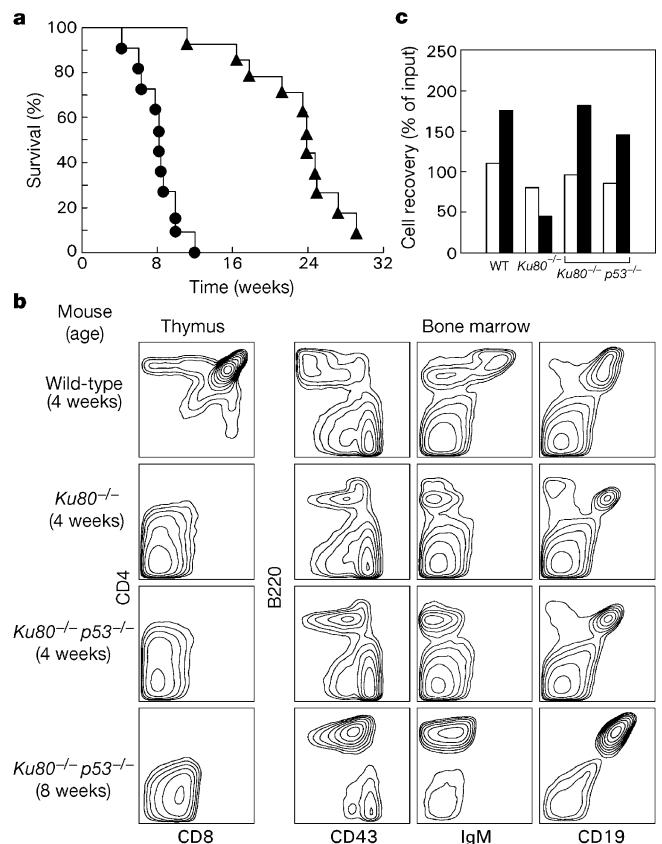 a
100
80
60
40
20
0
Survival (%)
0 8 16 24 32
Time (weeks)
c
250
200
150
100
50
0
Cell recovery (% of input)
WT Ku80–/–
Ku80–/– p53–/–
b
Mouse
(age)
Thymus
Bone marrow
Wild-type
(4 weeks)
Ku80–/–
(4 weeks)
Ku80–/– p53–/–
(4 weeks)
Ku80–/– p53–/–
(8 weeks)
CD4
B220
CD8 CD43 IgM CD19